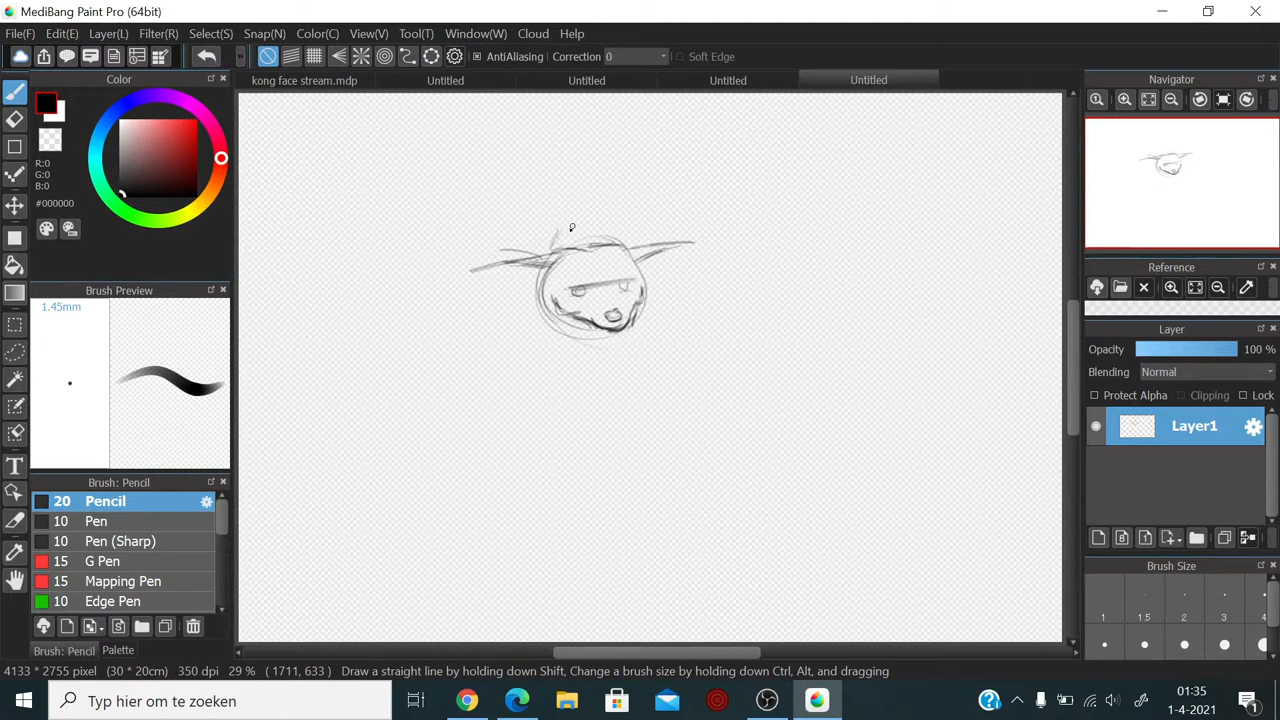 MediBang Paint Pro (64bit)
File(F) Edit(E) Layer(L) Filter(R) Select(S) Snap(N) Color(C) View(V) Tool(T) Window(W) Cloud Help
AntiAliasing Correction 0 Soft Edge
Color
kong face stream.mdp Untitled Untitled Untitled Untitled
Navigator
R:0
G:0
B:0
#000000
Reference
Brush Preview
1.45mm
Layer
Opacity 100 %
Blending Normal
Protect Alpha Clipping Lock
Layer1
Brush: Pencil
20 Pencil
10 Pen
10 Pen (Sharp)
15 G Pen
15 Mapping Pen
10 Edge Pen
Brush Size
1 1.5 2 3 4
Brush: Pencil Palette
4133 * 2755 pixel (30 * 20cm) 350 dpi 29 % ( 1711, 633 ) Draw a straight line by holding down Shift, Change a brush size by holding down Ctrl, Alt, and dragging
Typ hier om te zoeken
01:35
1-4-2021
1